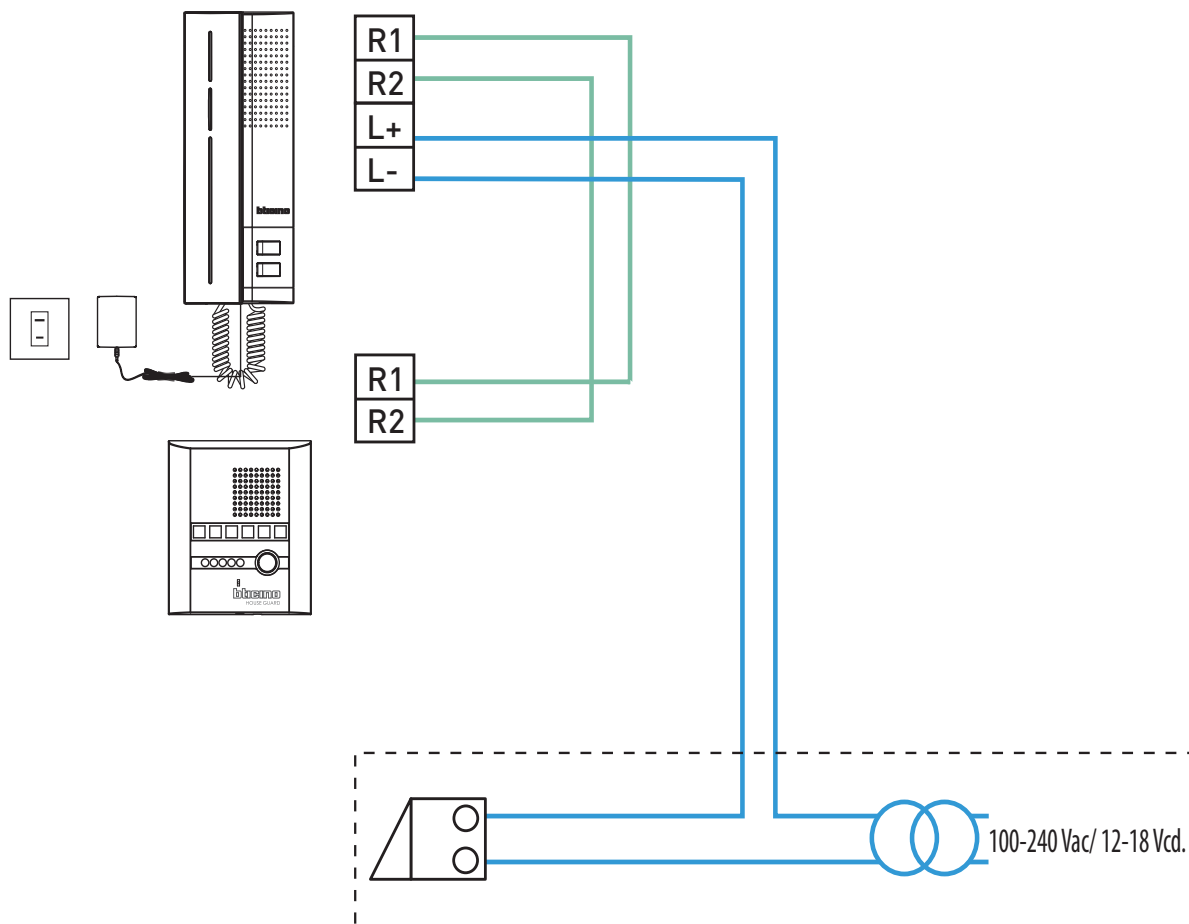 R1
R2
L+
L-
bticino
R1
R2
bticino
HOUSE GUARD
100-240 Vac/ 12-18 Vcd.